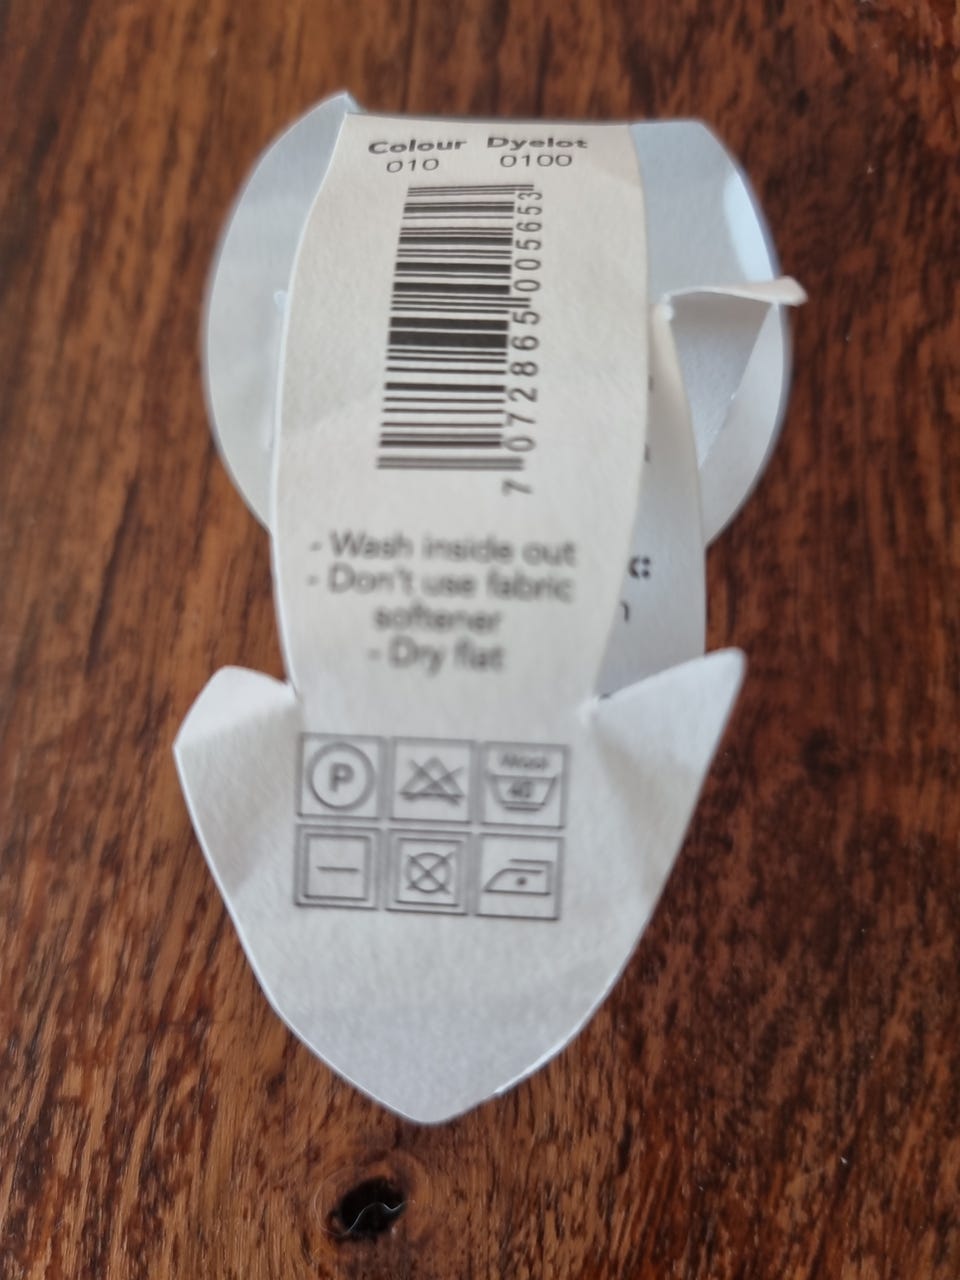 Colour Dyelot
010 0100
7 072865 005653
- Wash inside out
- Don't use fabric
softener
- Dry flat
P
Wool
40